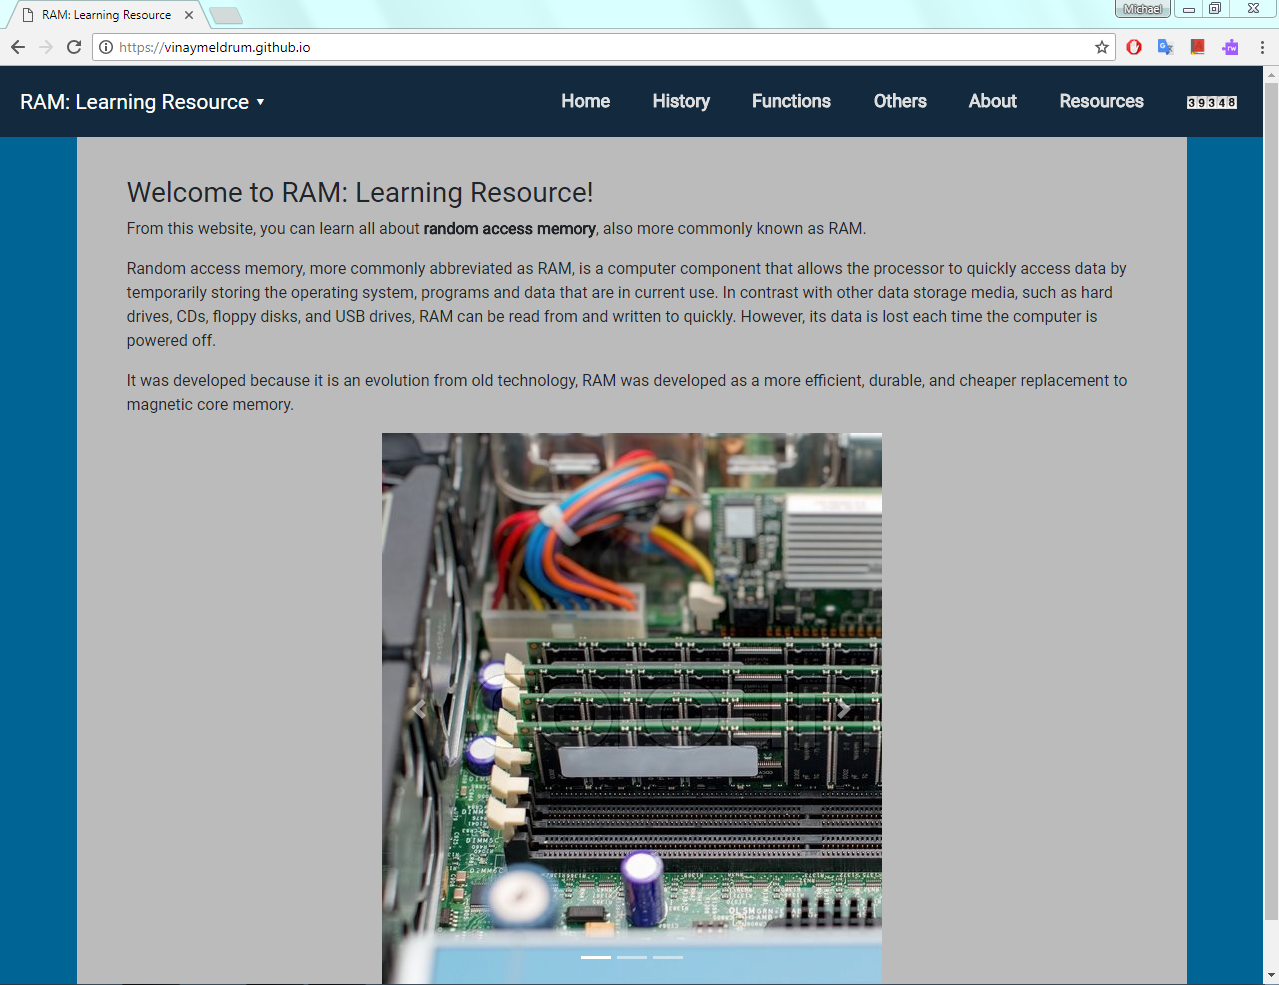 RAM: Learning Resource
Michael
https://vinaymeldrum.github.io
RAM: Learning Resource
Home History Functions Others About Resources 39348
Welcome to RAM: Learning Resource!
From this website, you can learn all about random access memory, also more commonly known as RAM.
Random access memory, more commonly abbreviated as RAM, is a computer component that allows the processor to quickly access data by
temporarily storing the operating system, programs and data that are in current use. In contrast with other data storage media, such as hard
drives, CDs, floppy disks, and USB drives, RAM can be read from and written to quickly. However, its data is lost each time the computer is
powered off.
It was developed because it is an evolution from old technology, RAM was developed as a more efficient, durable, and cheaper replacement to
magnetic core memory.